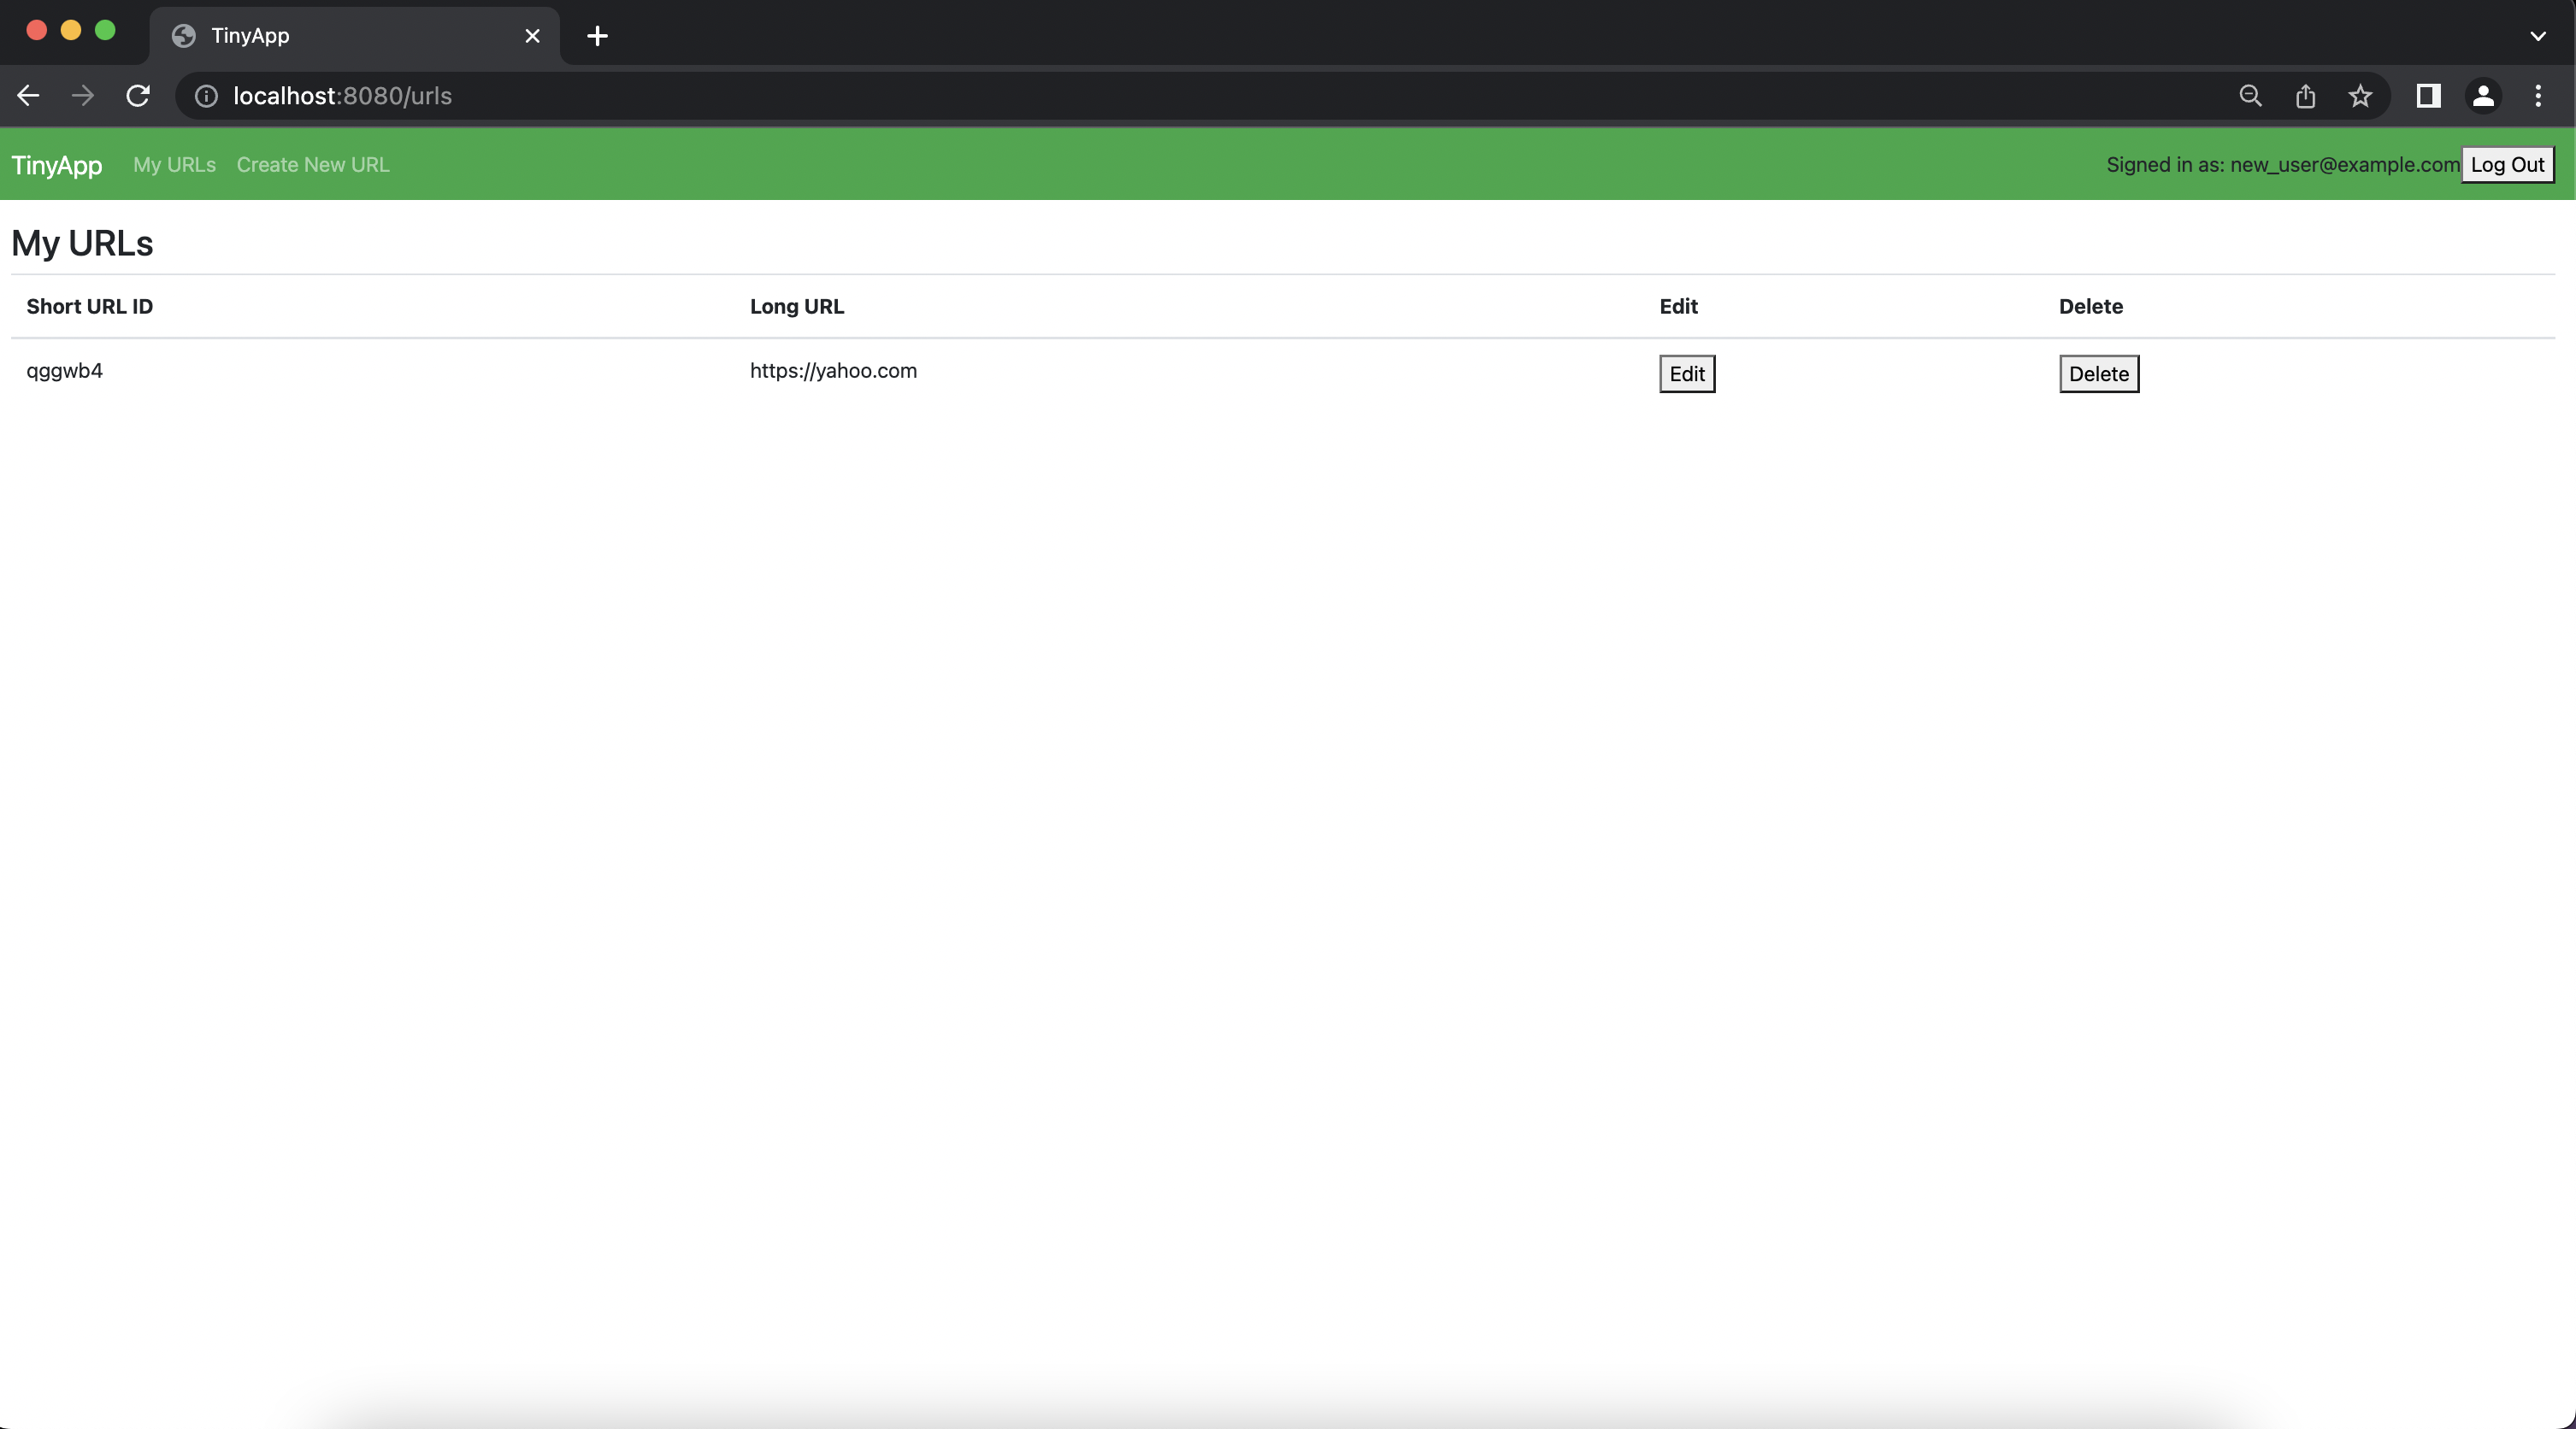 TinyApp
localhost:8080/urls
TinyApp My URLs Create New URL Signed in as: new_user@example.com Log Out
My URLs
Short URL ID Long URL Edit Delete
qggwb4 https://yahoo.com Edit Delete